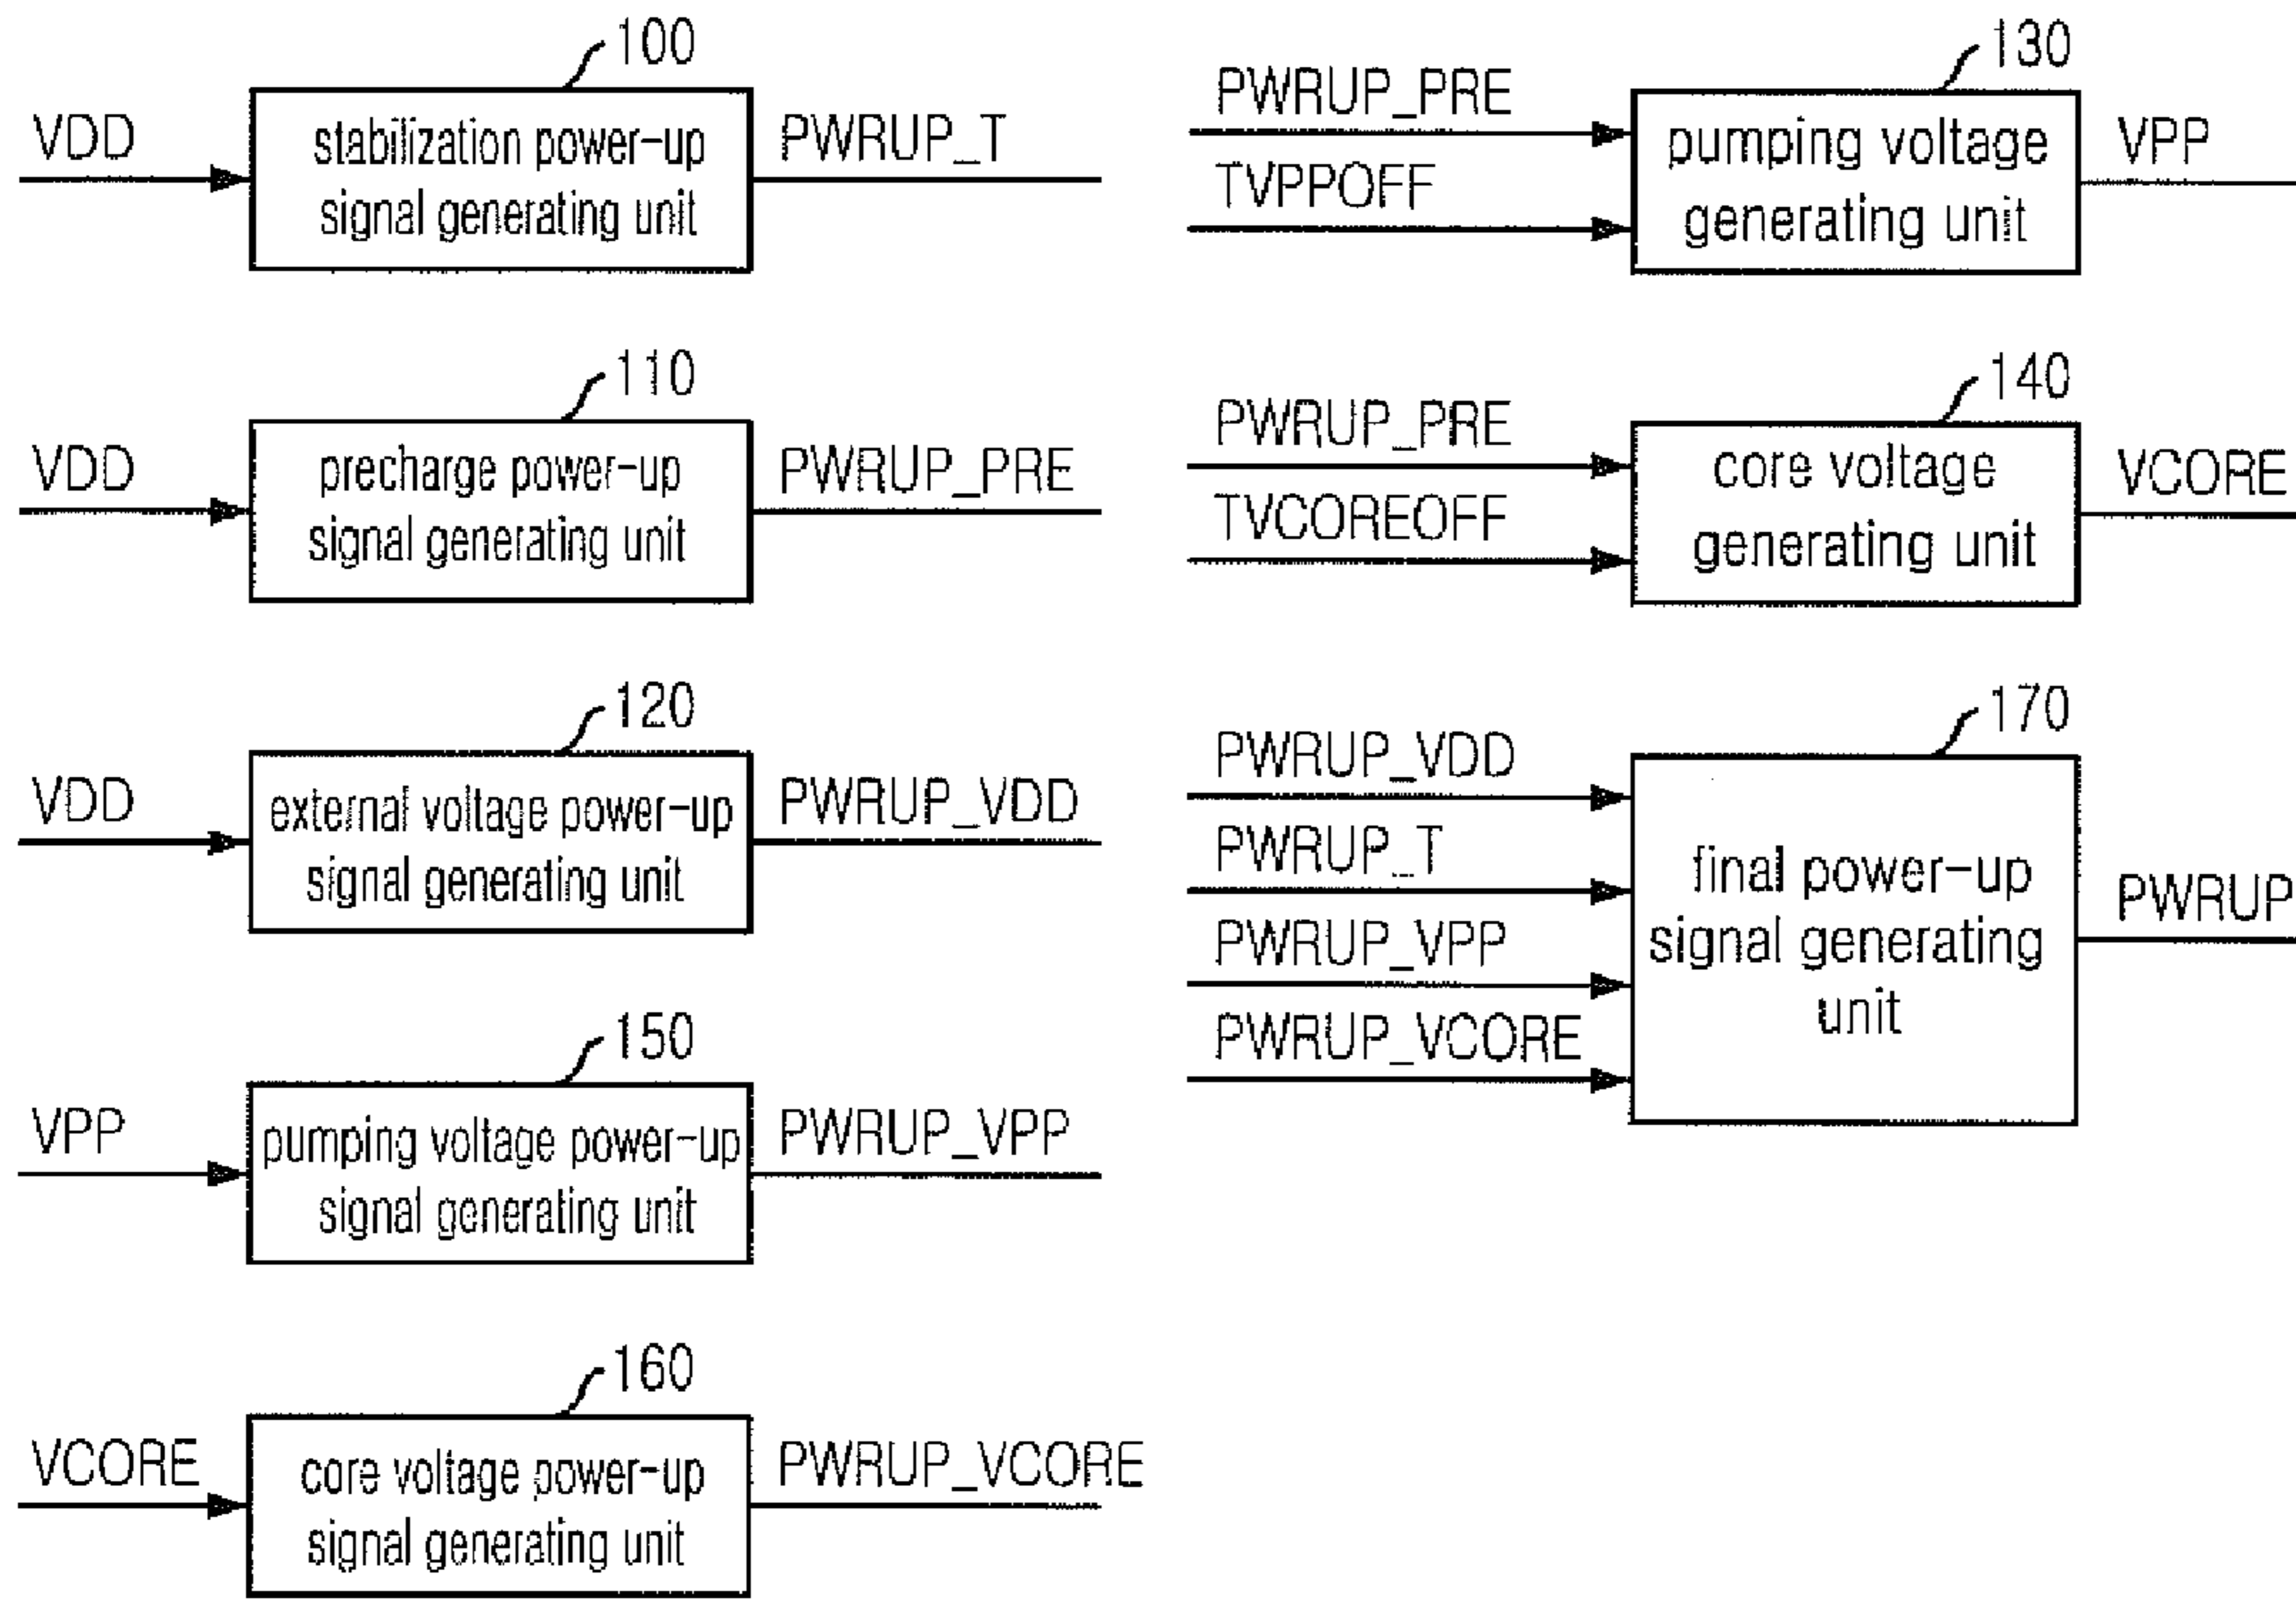 100
VDD
stabilization power-up
signal generating unit
PWRUP_T
110
VDD
precharge power-up
signal generating unit
PWRUP_PRE
120
VDD
external voltage power-up
signal generating unit
PWRUP_VDD
150
VPP
pumping voltage power-up
signal generating unit
PWRUP_VPP
160
VCORE
core voltage power-up
signal generating unit
PWRUP_VCORE
130
PWRUP_PRE
TVPPOFF
pumping voltage
generating unit
VPP
140
PWRUP_PRE
TVCOREOFF
core voltage
generating unit
VCORE
170
PWRUP_VDD
PWRUP_T
PWRUP_VPP
PWRUP_VCORE
final power-up
signal generating
unit
PWRUP